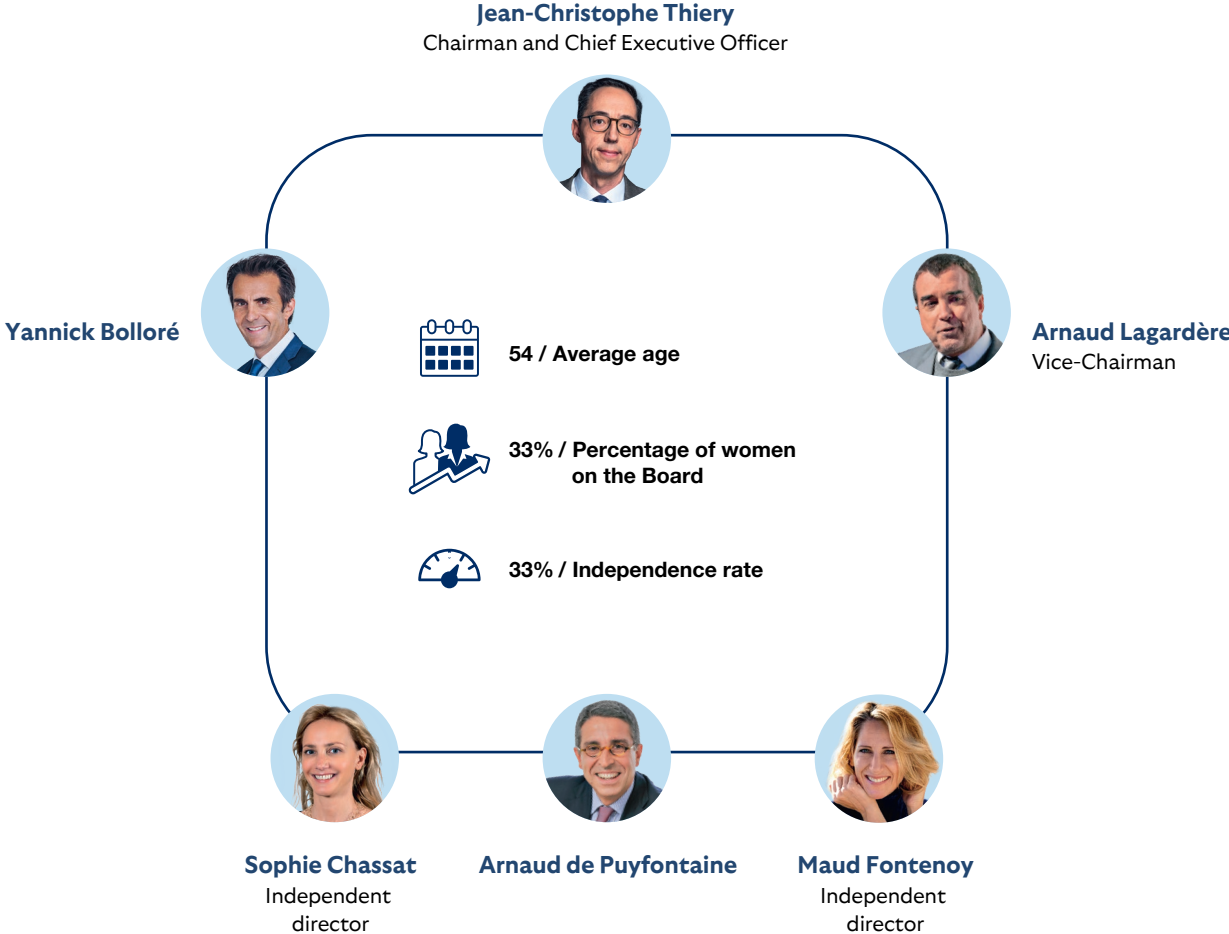 Jean-Christophe Thiery
Chairman and Chief Executive Officer
Yannick Bolloré
Arnaud Lagardère
Vice-Chairman
54 / Average age
33% / Percentage of women
on the Board
33% / Independence rate
Sophie Chassat
Independent
director
Arnaud de Puyfontaine
Maud Fontenoy
Independent
director